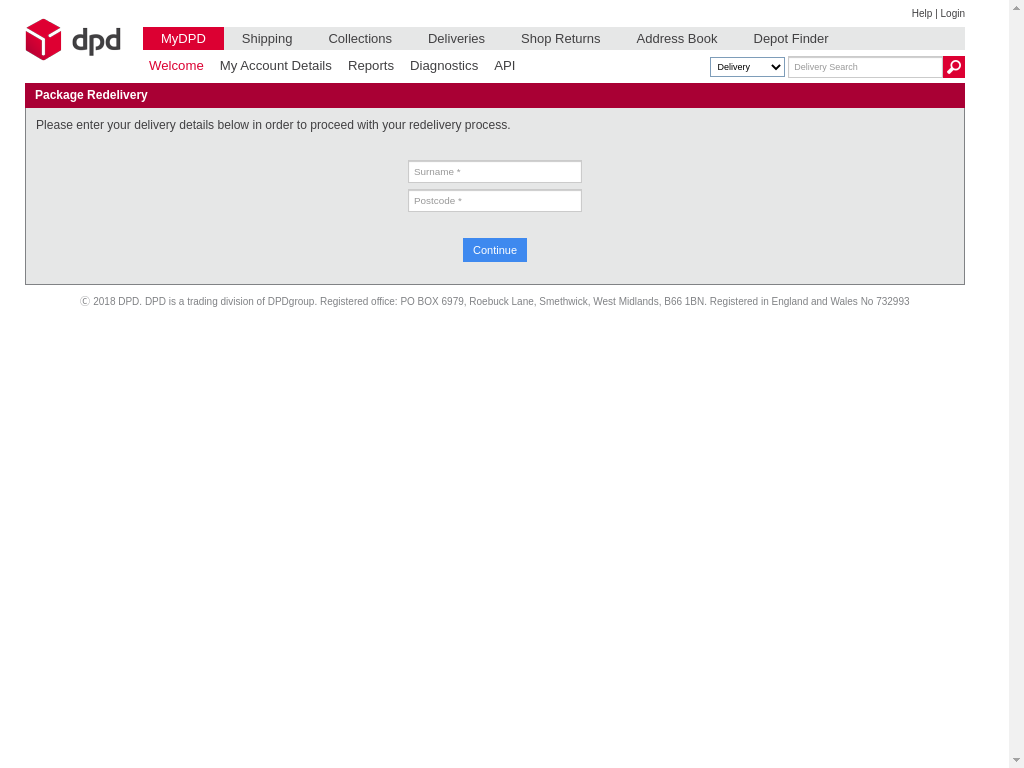 Help | Login
dpd
MyDPD Shipping Collections Deliveries Shop Returns Address Book Depot Finder
Welcome My Account Details Reports Diagnostics API Delivery Delivery Search
Package Redelivery
Please enter your delivery details below in order to proceed with your redelivery process.
Surname *
Postcode *
Continue
Ⓒ 2018 DPD. DPD is a trading division of DPDgroup. Registered office: PO BOX 6979, Roebuck Lane, Smethwick, West Midlands, B66 1BN. Registered in England and Wales No 732993